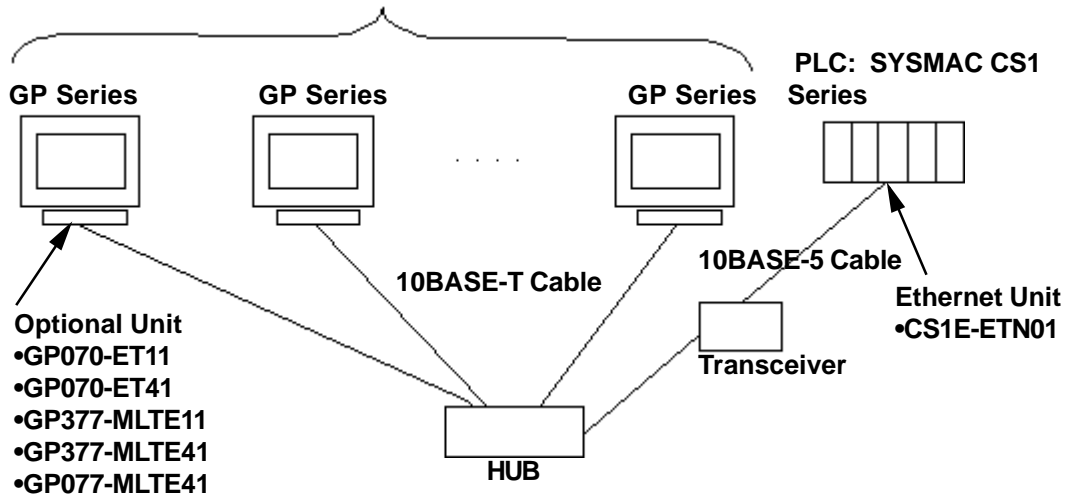 PLC: SYSMAC CS1
Series
GP Series
GP Series
GP Series
. . . .
10BASE-T Cable
10BASE-5 Cable
Optional Unit
•GP070-ET11
•GP070-ET41
•GP377-MLTE11
•GP377-MLTE41
•GP077-MLTE41
Ethernet Unit
•CS1E-ETN01
Transceiver
HUB